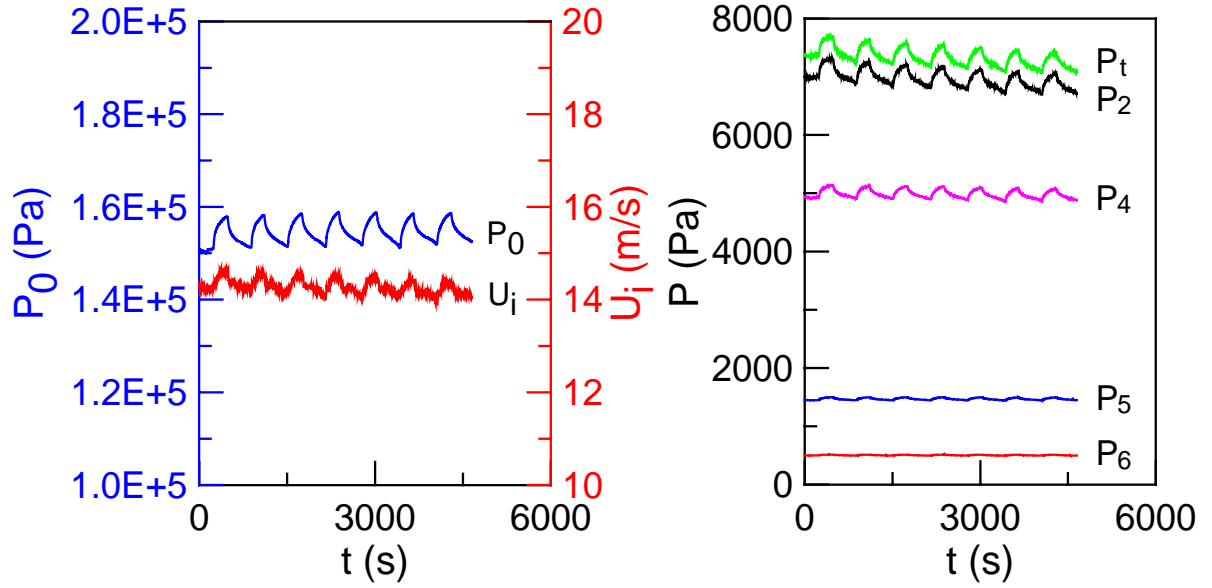 2.0E+5
1.8E+5
1.6E+5
1.4E+5
1.2E+5
1.0E+5
P0 (Pa)
20
18
16
14
12
10
Ui (m/s)
P0
Ui
0 3000 6000
t (s)
8000
6000
4000
2000
0
P (Pa)
Pt
P2
P4
P5
P6
0 3000 6000
t (s)